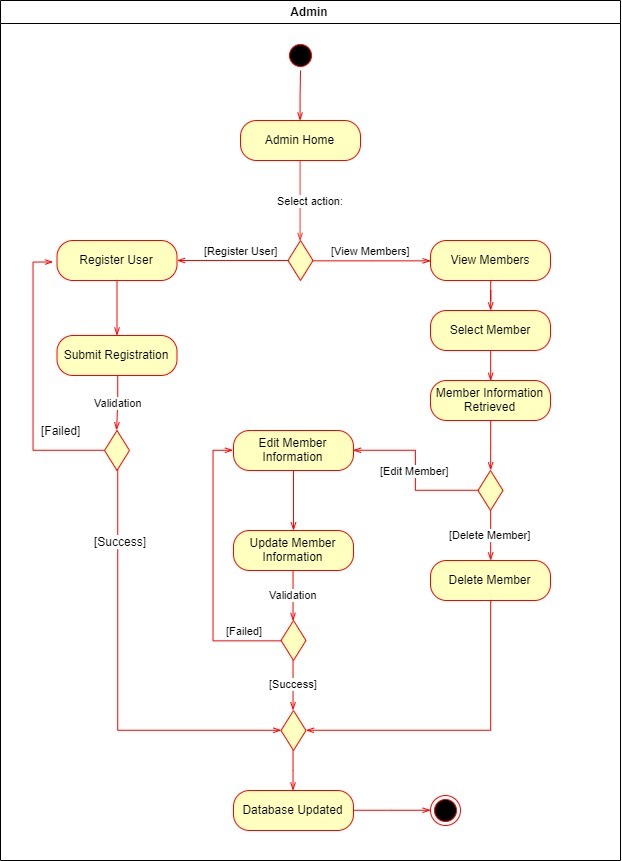 Admin
Admin Home
Select action:
[Register User]
[View Members]
Register User
View Members
Select Member
Submit Registration
Member Information
Retrieved
Validation
[Failed]
Edit Member
Information
[Edit Member]
[Success]
Update Member
Information
[Delete Member]
Delete Member
Validation
[Failed]
[Success]
Database Updated